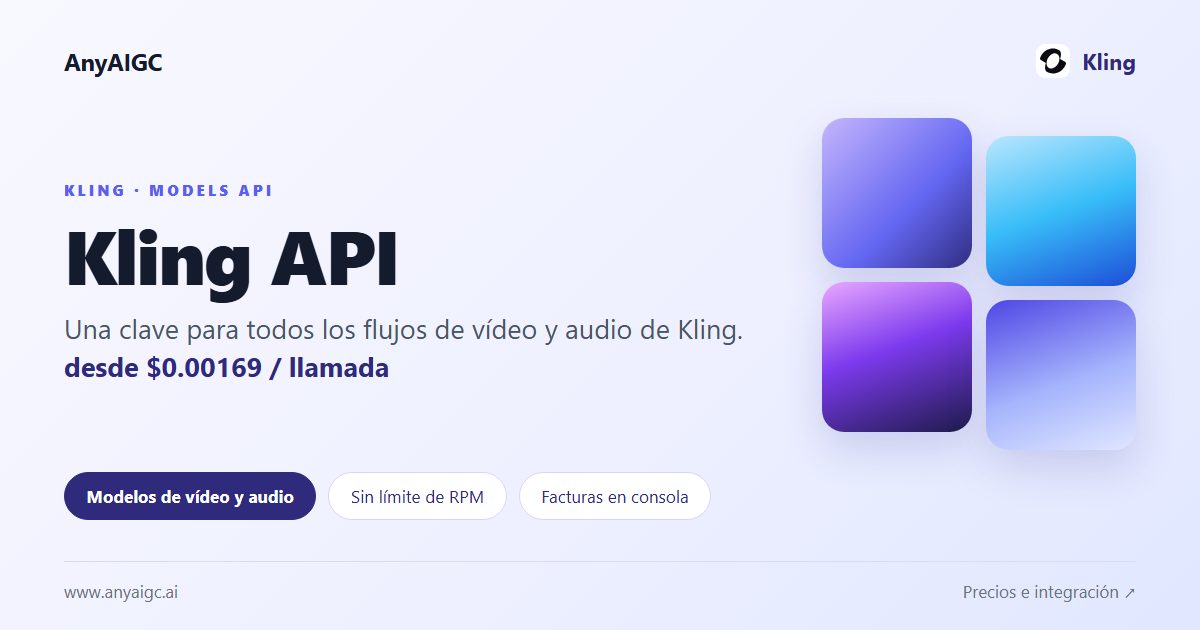 AnyAIGC
Kling
KLING · MODELS API
Kling API
Una clave para todos los flujos de vídeo y audio de Kling.
desde $0.00169 / llamada
Modelos de vídeo y audio
Sin límite de RPM
Facturas en consola
www.anyaigc.ai
Precios e integración ↗